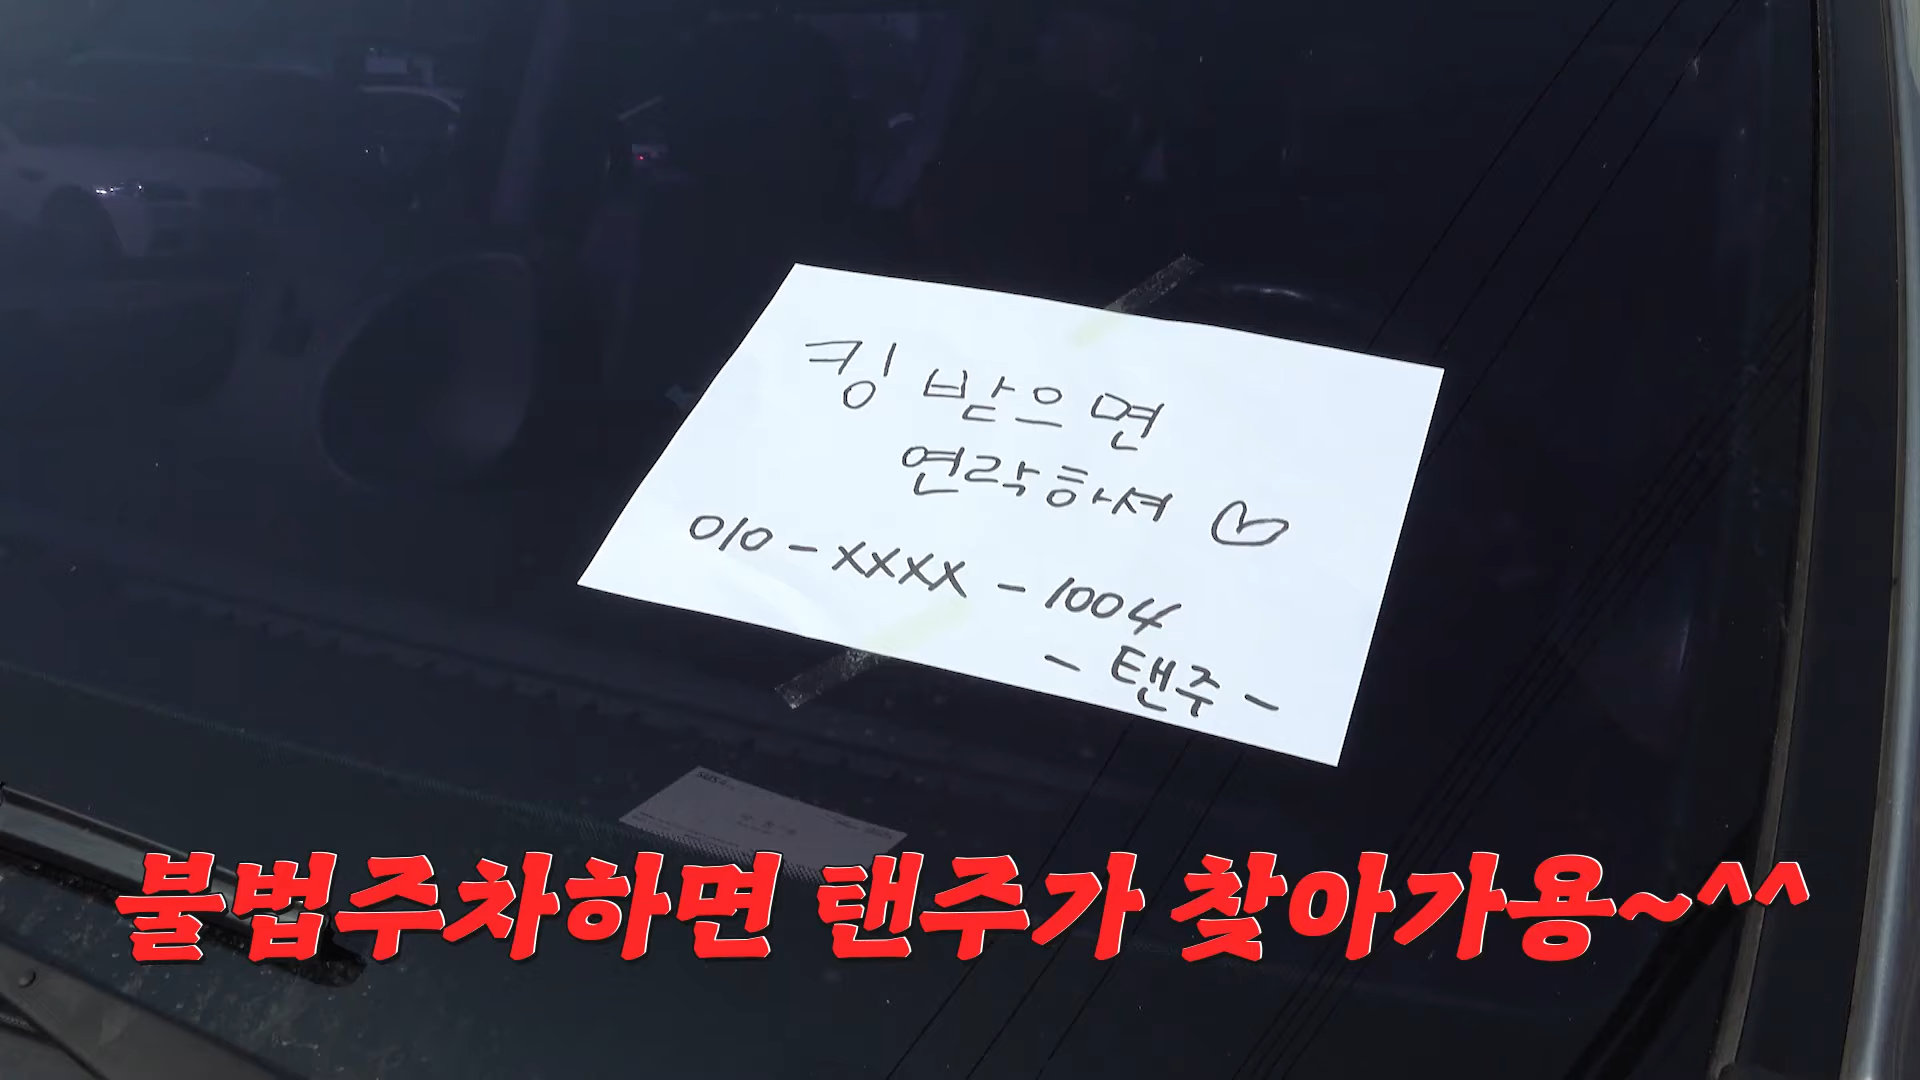 킹 받으면
연락하셔 ♡
010 - XXXX - 1004
- 탠주 -
불법주차하면 탠주가 찾아가용~^^